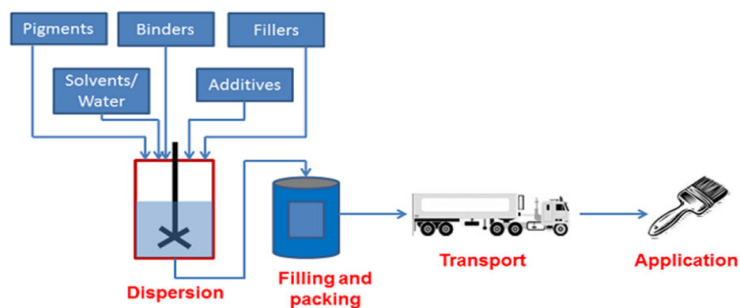 Pigments
Binders
Fillers
Solvents/
Water
Additives
Dispersion
Filling and
packing
Transport
Application